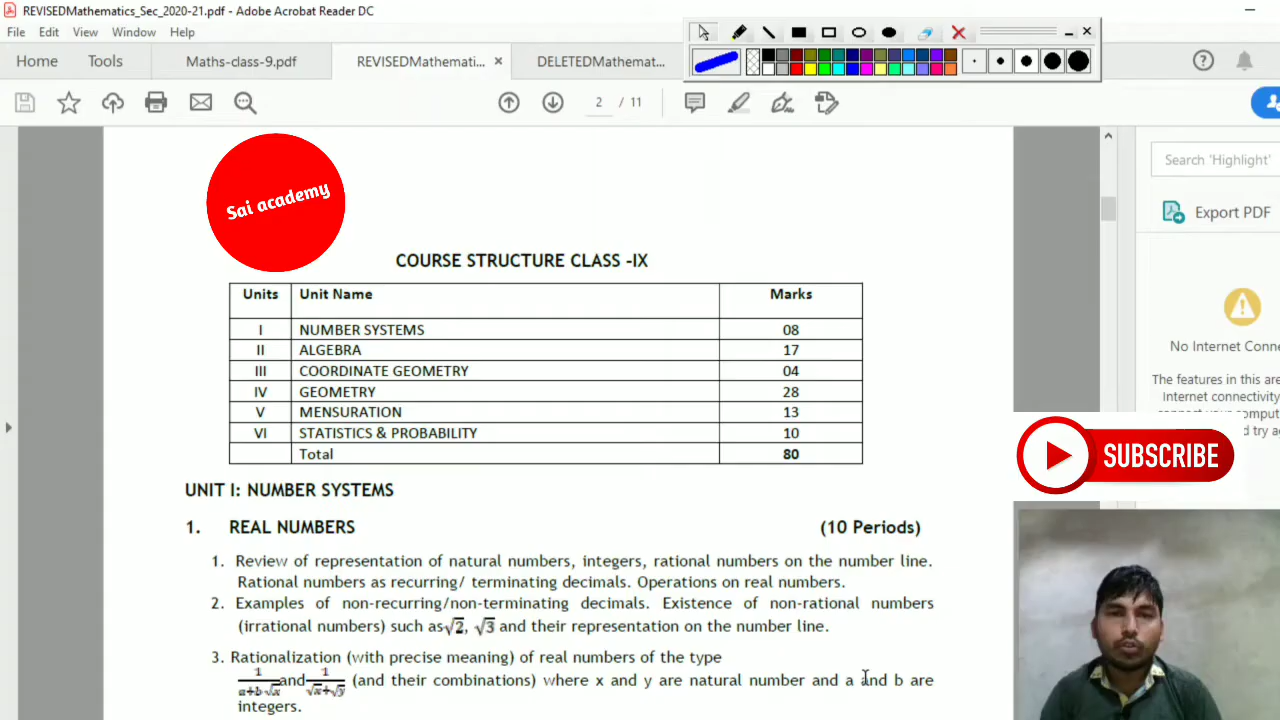 REVISEDMathematics_Sec_2020-21.pdf - Adobe Acrobat Reader DC
File Edit View Window Help
Home Tools Maths-class-9.pdf REVISEDMathemati... × DELETEDMathemat...
2 / 11
Search 'Highlight'
Sai academy
Export PDF
COURSE STRUCTURE CLASS -IX
Units Unit Name Marks
I NUMBER SYSTEMS 08
II ALGEBRA 17
III COORDINATE GEOMETRY 04
IV GEOMETRY 28
V MENSURATION 13
VI STATISTICS & PROBABILITY 10
Total 80
No Internet Conne
The features in this are
Internet connectivity
d try ag
SUBSCRIBE
UNIT I: NUMBER SYSTEMS
1. REAL NUMBERS (10 Periods)
1. Review of representation of natural numbers, integers, rational numbers on the number line.
Rational numbers as recurring/ terminating decimals. Operations on real numbers.
2. Examples of non-recurring/non-terminating decimals. Existence of non-rational numbers
(irrational numbers) such as√2, √3 and their representation on the number line.
3. Rationalization (with precise meaning) of real numbers of the type
1/(a+b√x) and 1/(√x+√y) (and their combinations) where x and y are natural number and a and b are
integers.